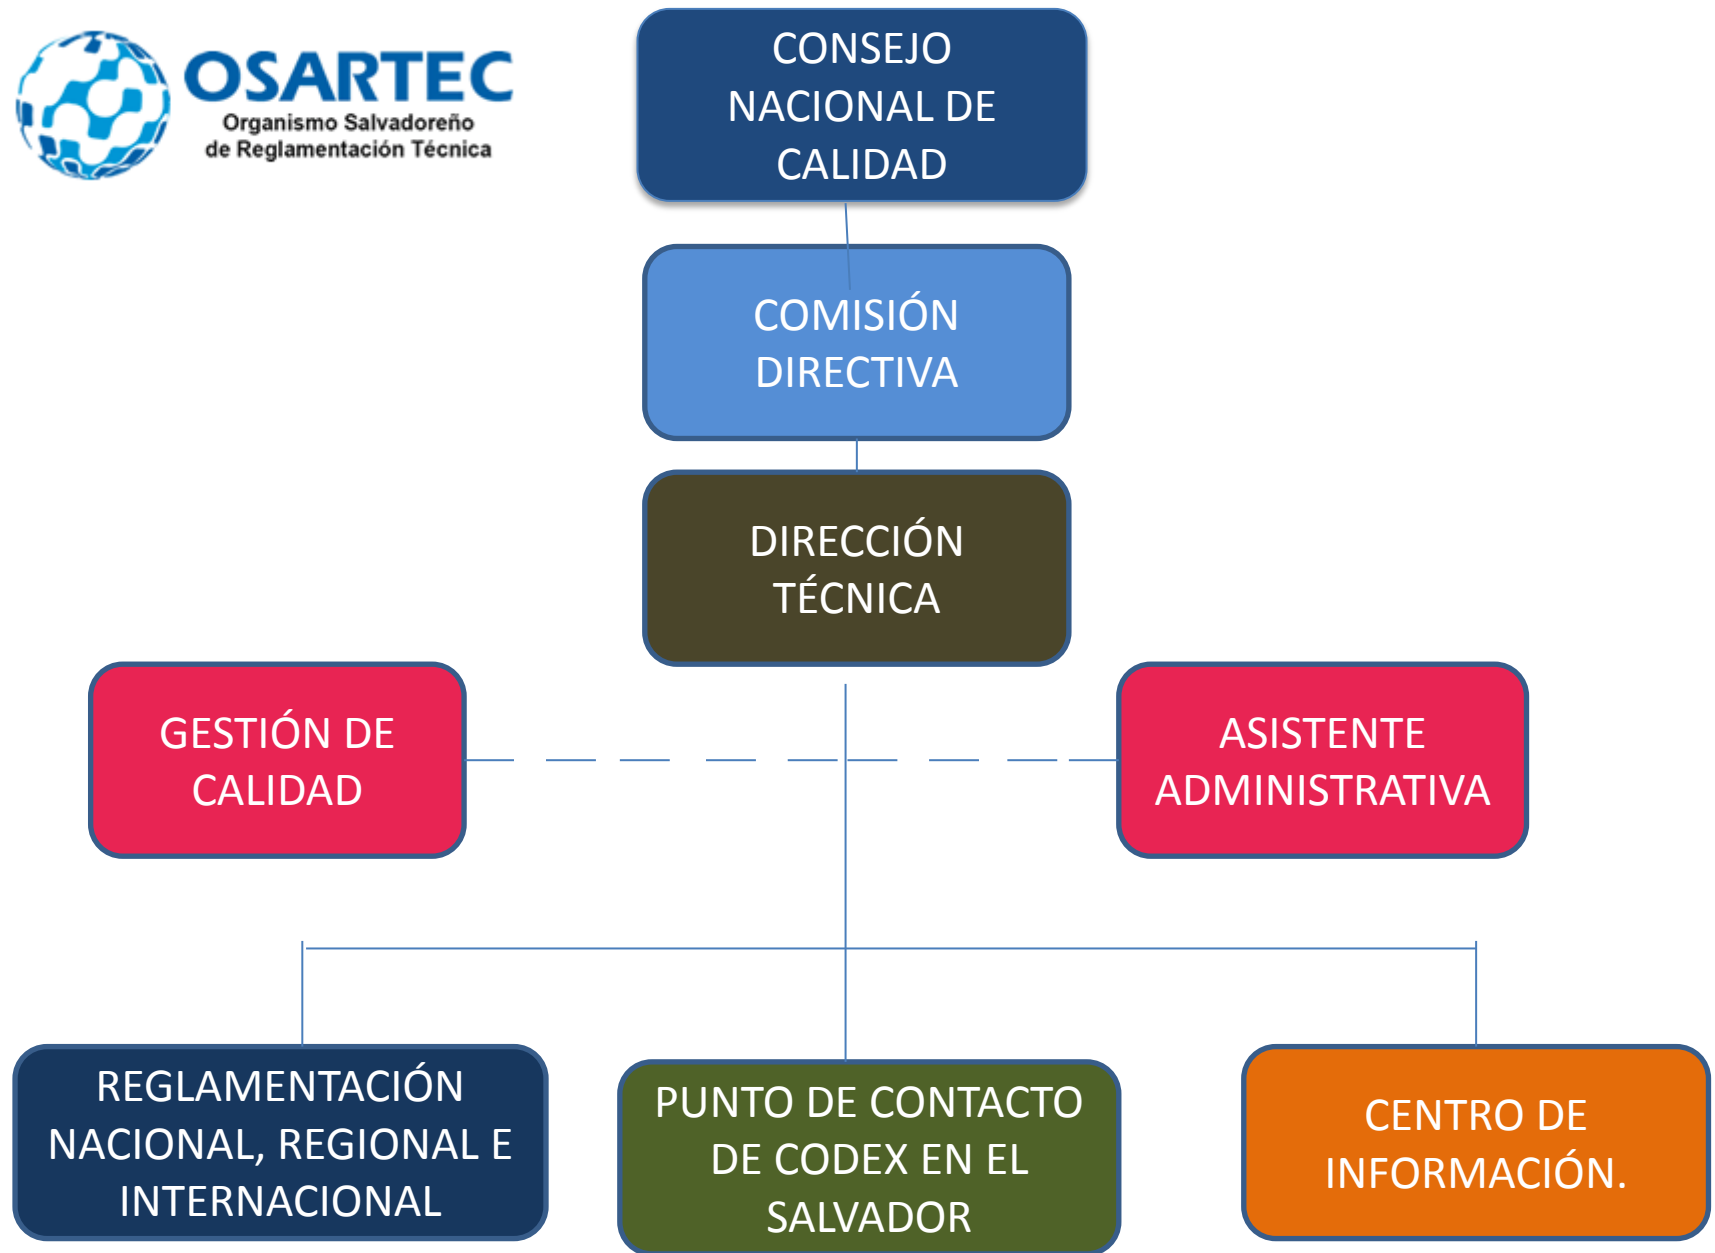 OSARTEC
Organismo Salvadoreño
de Reglamentación Técnica
CONSEJO
NACIONAL DE
CALIDAD
COMISIÓN
DIRECTIVA
DIRECCIÓN
TÉCNICA
GESTIÓN DE
CALIDAD
ASISTENTE
ADMINISTRATIVA
REGLAMENTACIÓN
NACIONAL, REGIONAL E
INTERNACIONAL
PUNTO DE CONTACTO
DE CODEX EN EL
SALVADOR
CENTRO DE
INFORMACIÓN.